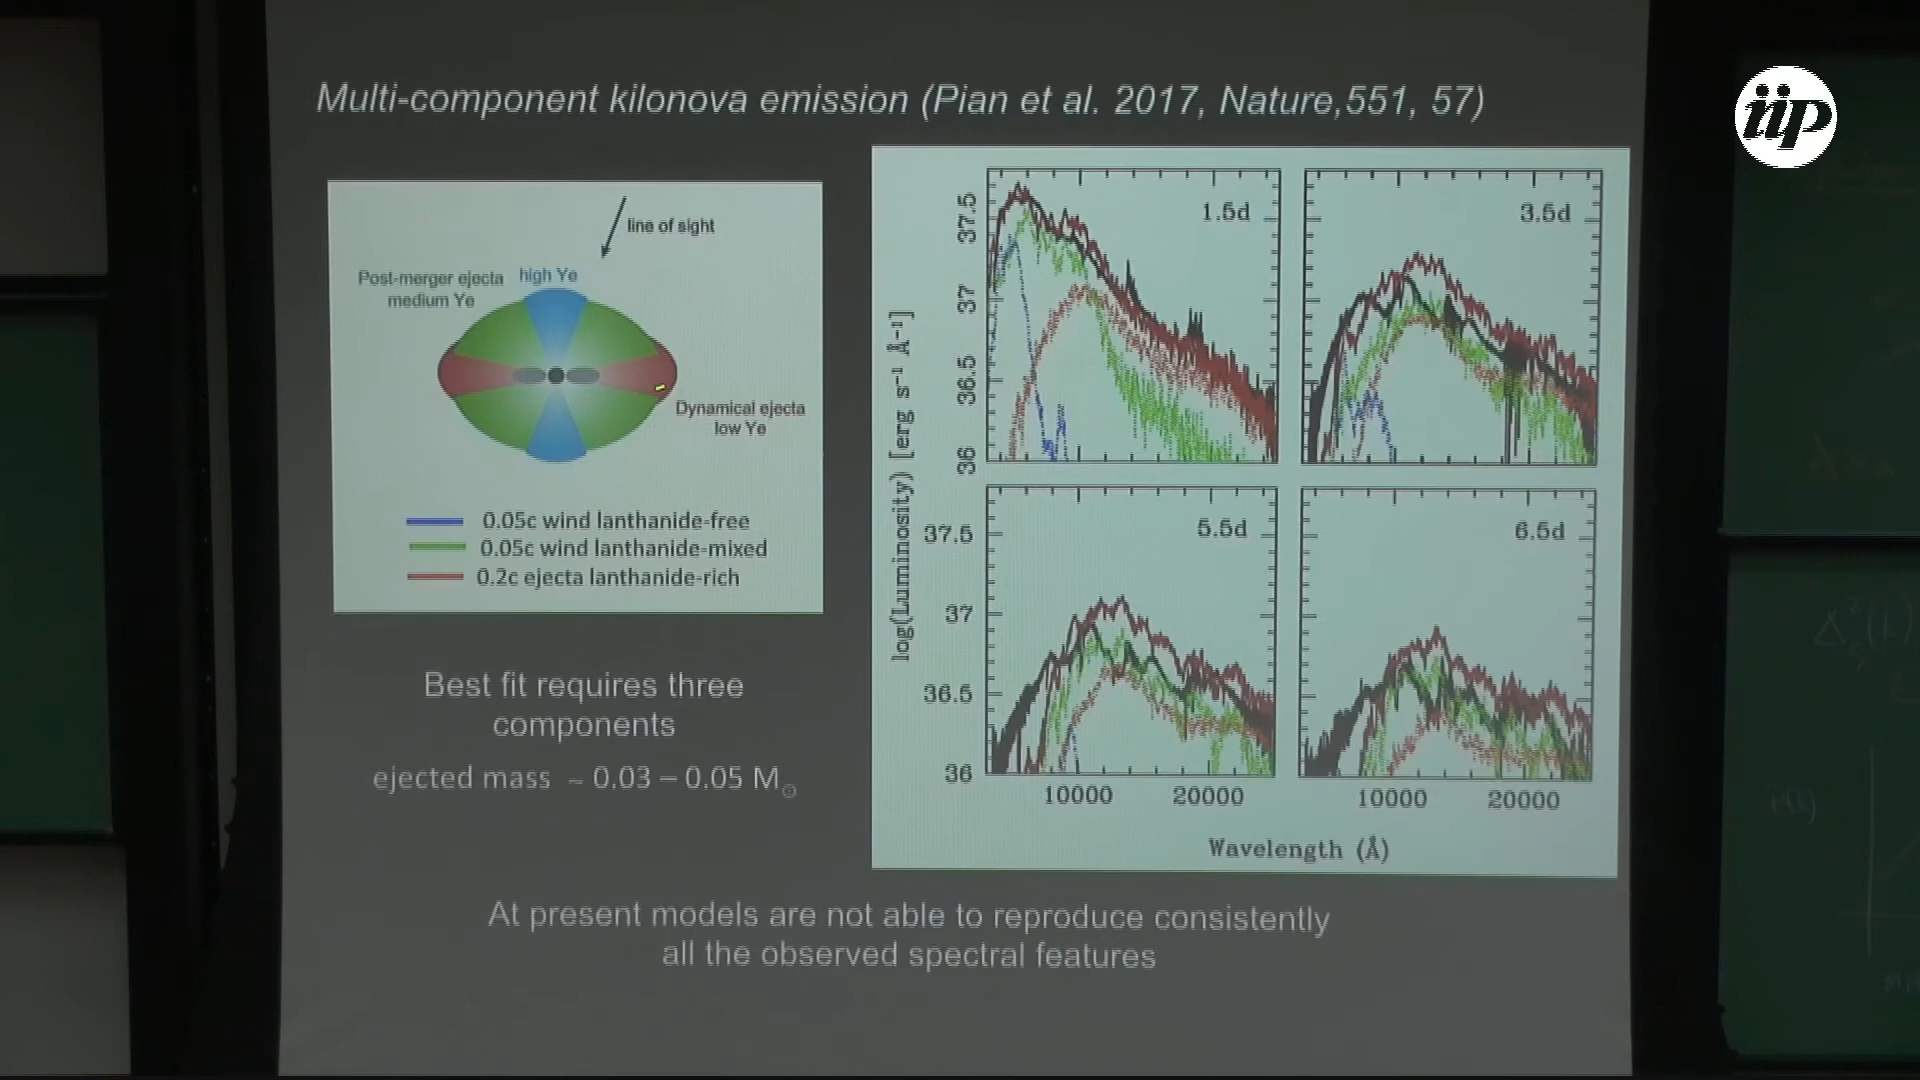 Multi-component kilonova emission (Pian et al. 2017, Nature,551, 57)
iip
line of sight
Post-merger ejecta
medium Ye
high Ye
Dynamical ejecta
low Ye
0.05c wind lanthanide-free
0.05c wind lanthanide-mixed
0.2c ejecta lanthanide-rich
Best fit requires three
components
ejected mass ~ 0.03 – 0.05 M⊙
log(Luminosity) [erg s⁻¹ Å⁻¹]
37.5
37
36.5
36
1.5d
3.5d
37.5
37
36.5
36
5.5d
6.5d
10000 20000
10000 20000
Wavelength (Å)
At present models are not able to reproduce consistently
all the observed spectral features